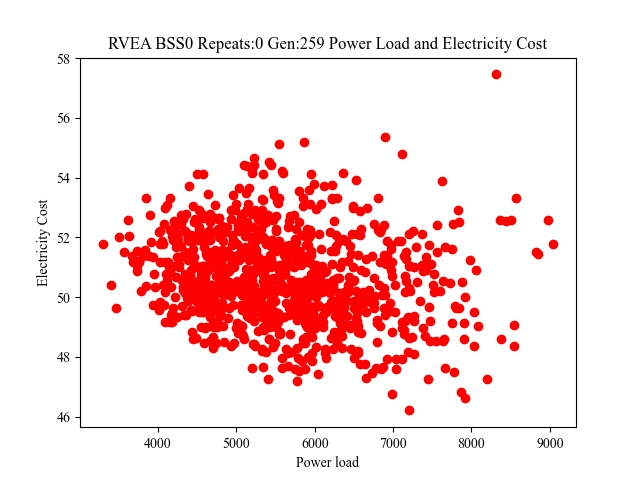 RVEA BSS0 Repeats:0 Gen:259 Power Load and Electricity Cost
58
56
54
52
50
48
46
Electricity Cost
4000 5000 6000 7000 8000 9000
Power load